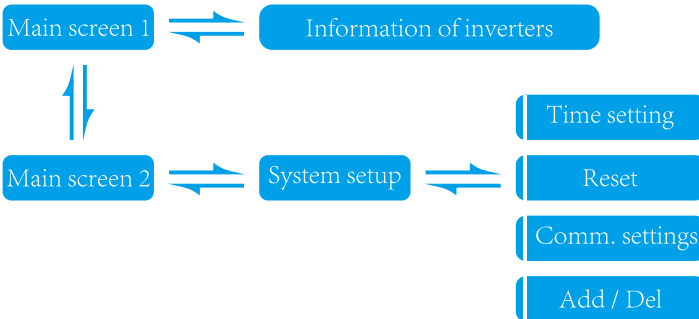 Main screen 1
Information of inverters
Time setting
Main screen 2
System setup
Reset
Comm. settings
Add / Del